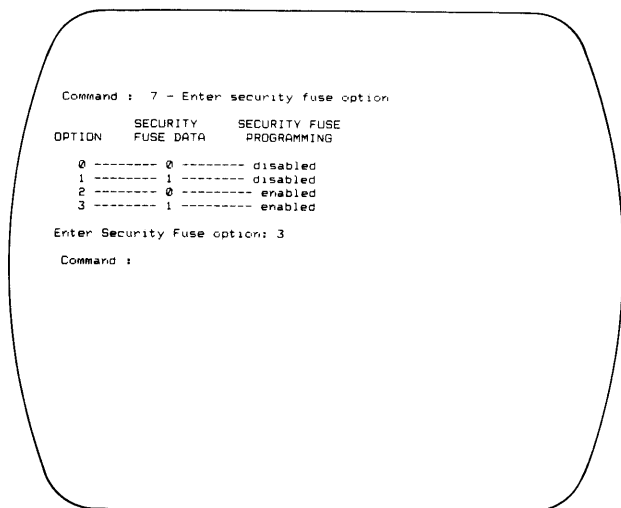 Command :  7 - Enter security fuse option
SECURITY SECURITY FUSE
OPTION FUSE DATA PROGRAMMING
0 -------- 0 -------- disabled
1 -------- 1 -------- disabled
2 -------- 0 --------- enabled
3 -------- 1 --------- enabled
Enter Security Fuse option: 3
Command :